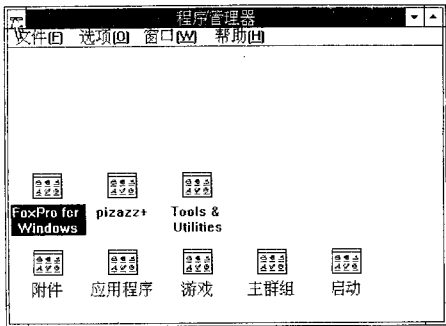 程序管理器
文件(F) 选项(O) 窗口(W) 帮助(H)
FoxPro for Windows
pizazz+
Tools & Utilities
附件 应用程序 游戏 主群组 启动